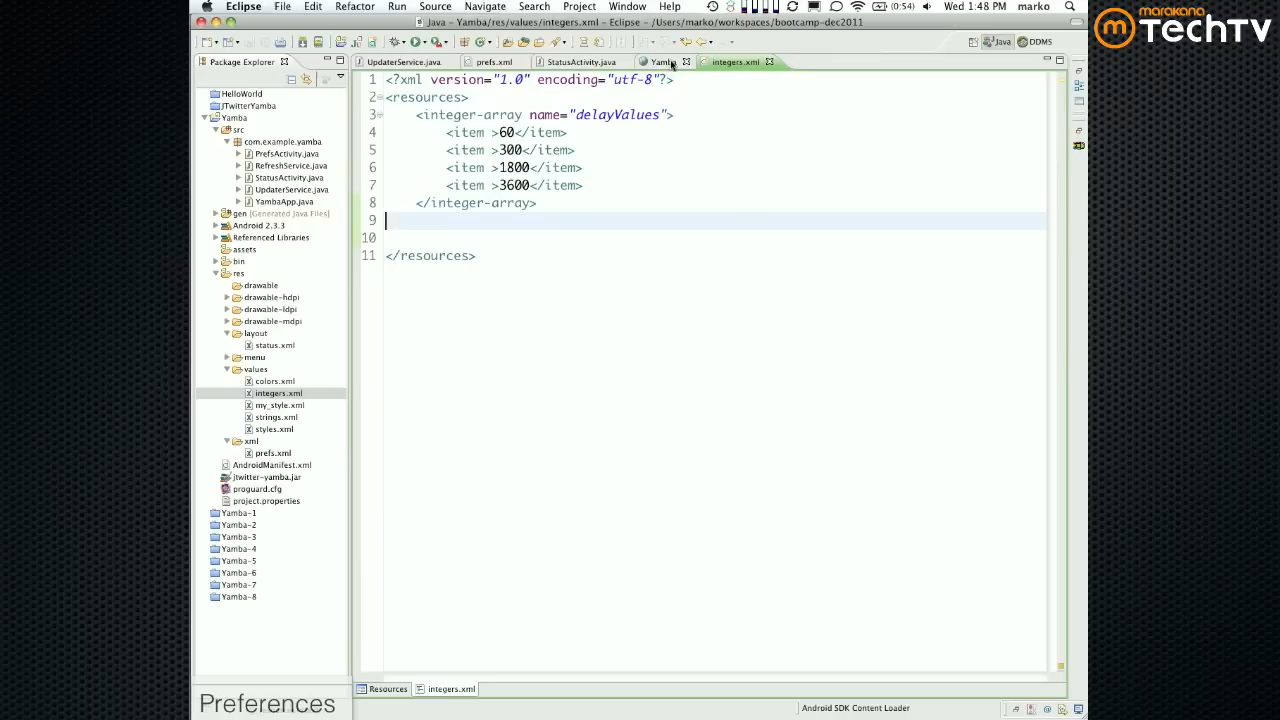 Eclipse File Edit Refactor Run Source Navigate Search Project Window Help (0:54) Wed 1:48 PM marko
marakana
TechTV
Java - Yamba/res/values/integers.xml - Eclipse - /Users/marko/workspaces/bootcamp-dec2011
Java DDMS
Package Explorer
UpdaterService.java prefs.xml StatusActivity.java Yamba integers.xml
HelloWorld
JTwitterYamba
Yamba
src
com.example.yamba
PrefsActivity.java
RefreshService.java
StatusActivity.java
UpdaterService.java
YambaApp.java
gen [Generated Java Files]
Android 2.3.3
Referenced Libraries
assets
bin
res
drawable
drawable-hdpi
drawable-ldpi
drawable-mdpi
layout
status.xml
menu
values
colors.xml
integers.xml
my_style.xml
strings.xml
styles.xml
xml
prefs.xml
AndroidManifest.xml
jtwitter-yamba.jar
proguard.cfg
project.properties
Yamba-1
Yamba-2
Yamba-3
Yamba-4
Yamba-5
Yamba-6
Yamba-7
Yamba-8
1 <?xml version="1.0" encoding="utf-8"?>
2 <resources>
3 <integer-array name="delayValues">
4 <item >60</item>
5 <item >300</item>
6 <item >1800</item>
7 <item >3600</item>
8 </integer-array>
9
10
11 </resources>
Resources integers.xml
Preferences
Android SDK Content Loader